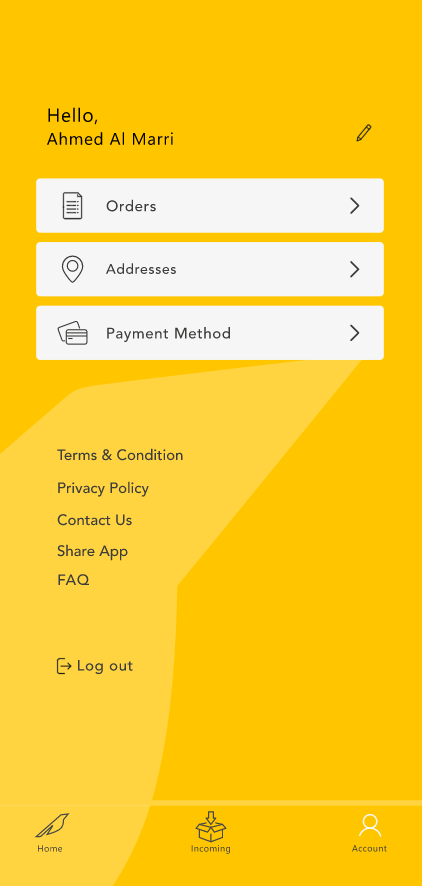 Hello,
Ahmed Al Marri
Orders
Addresses
Payment Method
Terms & Condition
Privacy Policy
Contact Us
Share App
FAQ
Log out
Home
Incoming
Account